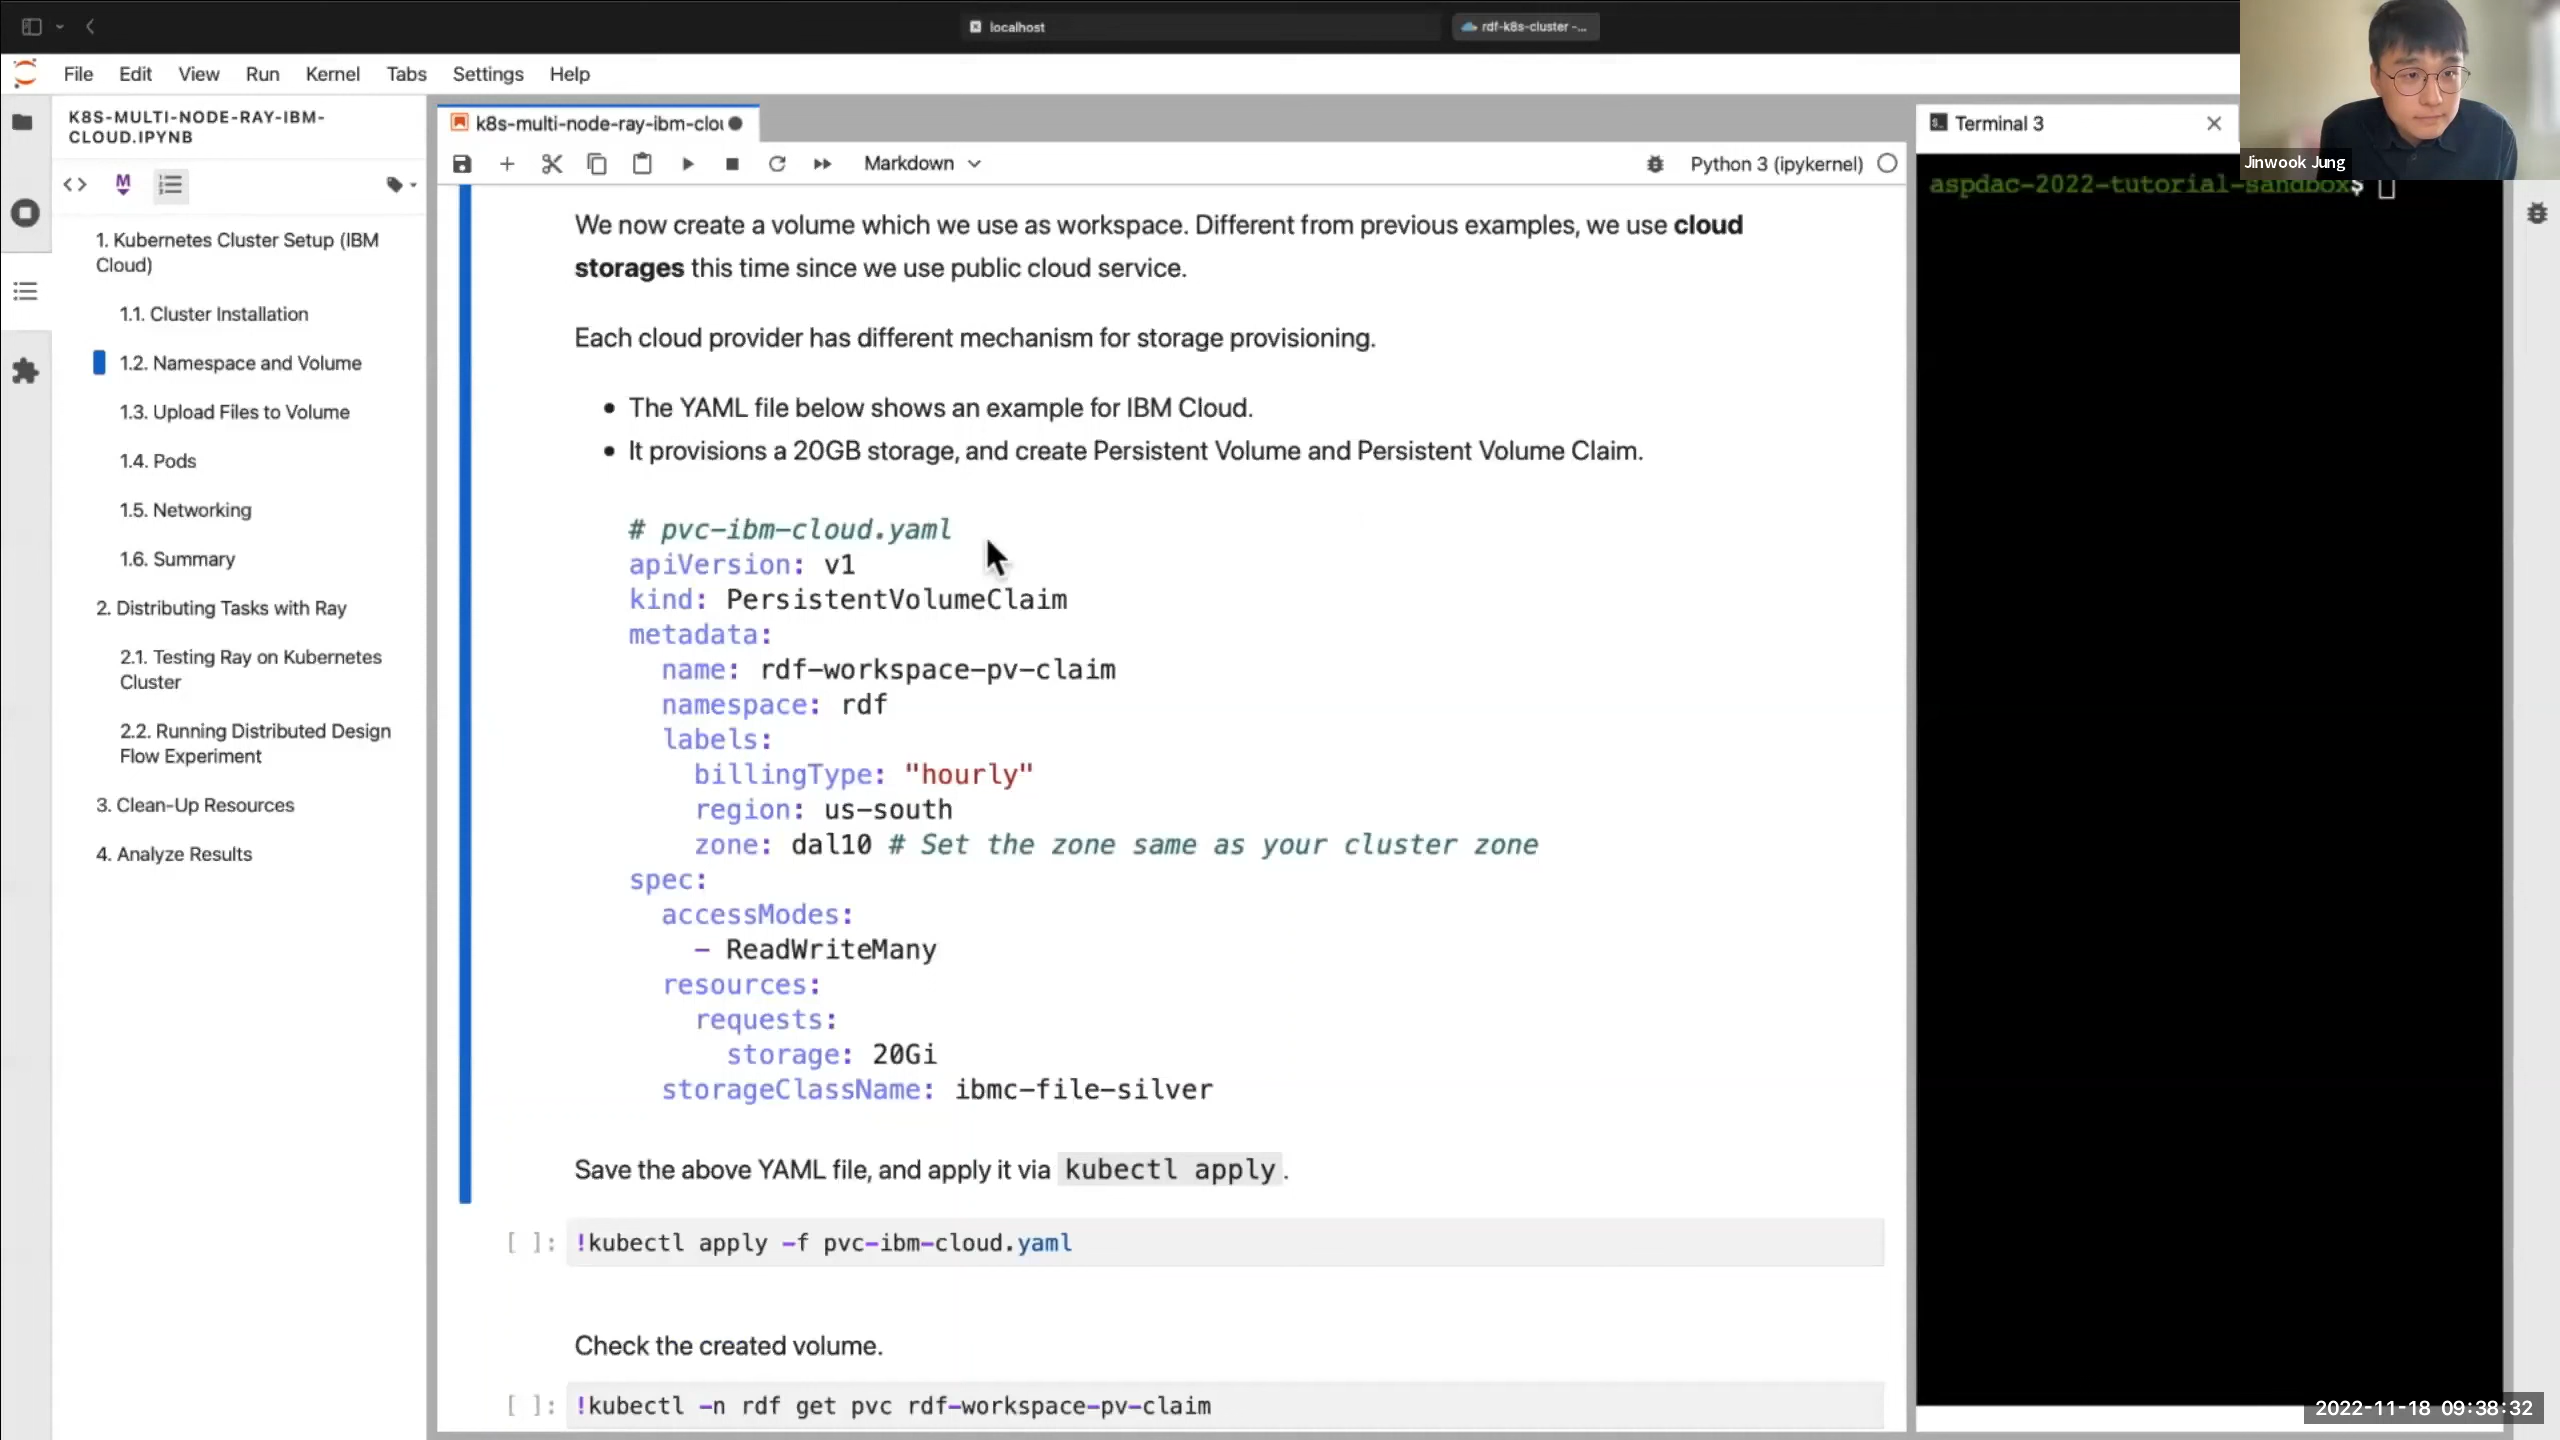 localhost
rdf-k8s-cluster -...
File Edit View Run Kernel Tabs Settings Help
Jinwook Jung
K8S-MULTI-NODE-RAY-IBM-
CLOUD.IPYNB
1. Kubernetes Cluster Setup (IBM
Cloud)
1.1. Cluster Installation
1.2. Namespace and Volume
1.3. Upload Files to Volume
1.4. Pods
1.5. Networking
1.6. Summary
2. Distributing Tasks with Ray
2.1. Testing Ray on Kubernetes
Cluster
2.2. Running Distributed Design
Flow Experiment
3. Clean-Up Resources
4. Analyze Results
k8s-multi-node-ray-ibm-clou
Markdown
Python 3 (ipykernel)
We now create a volume which we use as workspace. Different from previous examples, we use cloud
storages this time since we use public cloud service.
Each cloud provider has different mechanism for storage provisioning.
• The YAML file below shows an example for IBM Cloud.
• It provisions a 20GB storage, and create Persistent Volume and Persistent Volume Claim.
# pvc-ibm-cloud.yaml
apiVersion: v1
kind: PersistentVolumeClaim
metadata:
  name: rdf-workspace-pv-claim
  namespace: rdf
  labels:
    billingType: "hourly"
    region: us-south
    zone: dal10 # Set the zone same as your cluster zone
spec:
  accessModes:
    - ReadWriteMany
  resources:
    requests:
      storage: 20Gi
  storageClassName: ibmc-file-silver
Save the above YAML file, and apply it via kubectl apply.
[ ]: !kubectl apply -f pvc-ibm-cloud.yaml
Check the created volume.
[ ]: !kubectl -n rdf get pvc rdf-workspace-pv-claim
Terminal 3
aspdac-2022-tutorial-sandbox$
2022-11-18 09:38:32